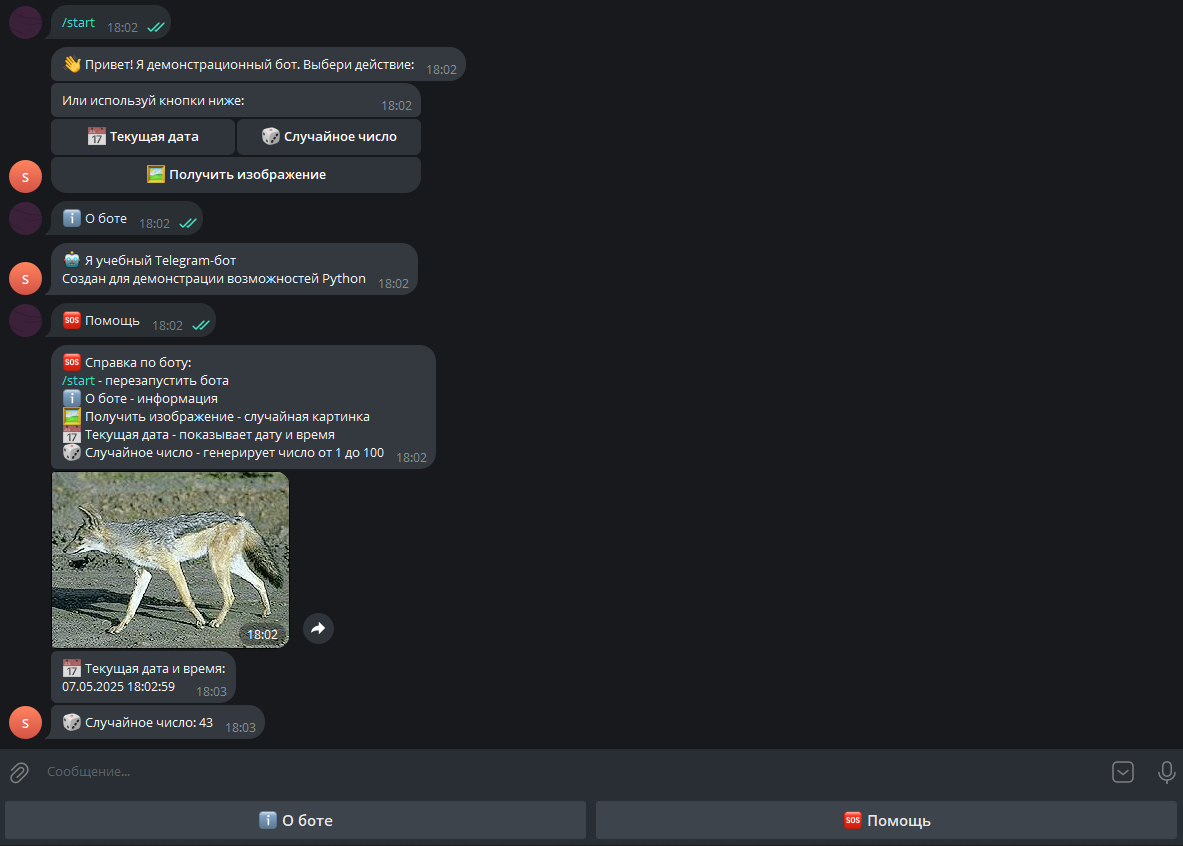 /start 18:02
👋 Привет! Я демонстрационный бот. Выбери действие: 18:02
Или используй кнопки ниже: 18:02
📅 Текущая дата 🎲 Случайное число
🖼️ Получить изображение
S
ℹ️ О боте 18:02
🤖 Я учебный Telegram-бот
Создан для демонстрации возможностей Python 18:02
S
🆘 Помощь 18:02
🆘 Справка по боту:
/start - перезапустить бота
ℹ️ О боте - информация
🖼️ Получить изображение - случайная картинка
📅 Текущая дата - показывает дату и время
🎲 Случайное число - генерирует число от 1 до 100 18:02
18:02
📅 Текущая дата и время:
07.05.2025 18:02:59 18:03
S
🎲 Случайное число: 43 18:03
Сообщение...
ℹ️ О боте 🆘 Помощь